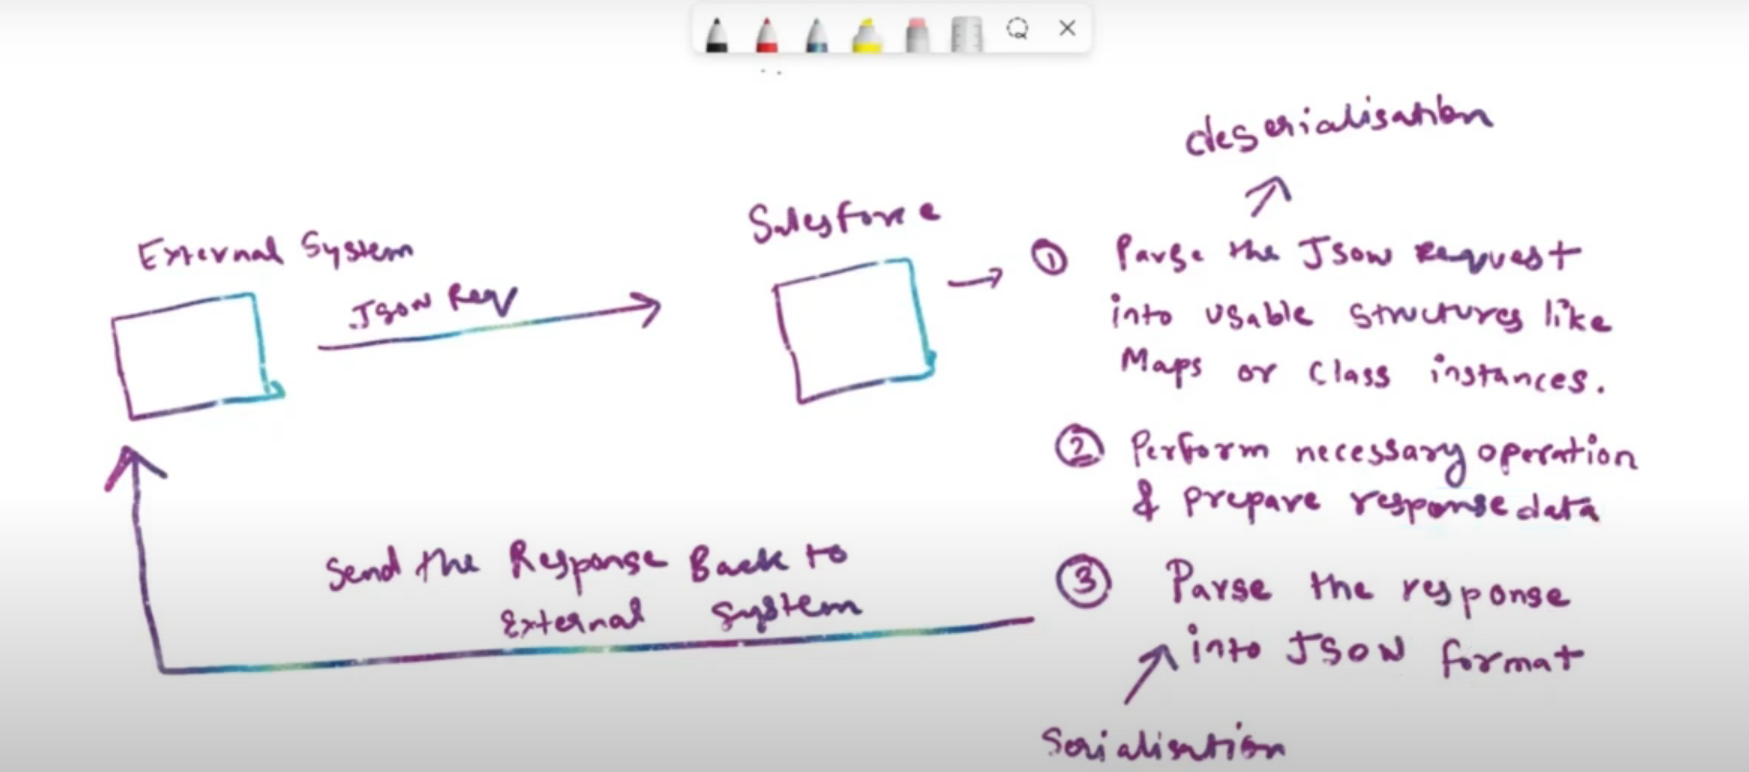 deserialisation
External System
Json Req
Salesforce
① Parse the Json Request
into usable structures like
Maps or Class instances.
② Perform necessary operation
& prepare response data
③ Parse the response
into JSON format
Send the Response Back to
External system
Serialisation